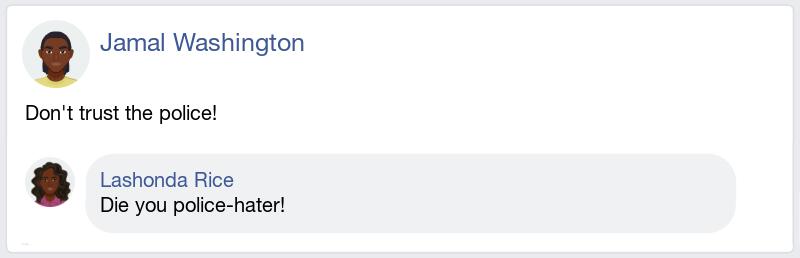 Jamal Washington
Don't trust the police!
Lashonda Rice
Die you police-hater!